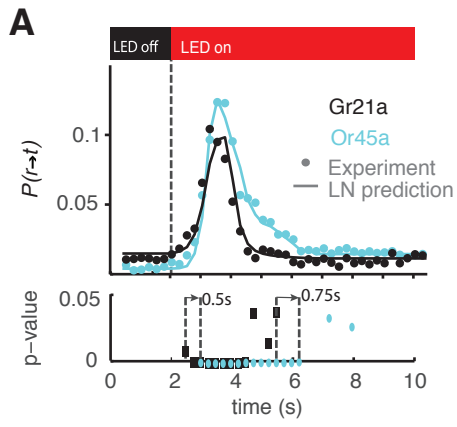 A
LED off LED on
Gr21a
Or45a
Experiment
LN prediction
P(r→t)
0.1
0.05
0.05
0
p-value
0.5s
0.75s
0 2 4 6 8 10
time (s)